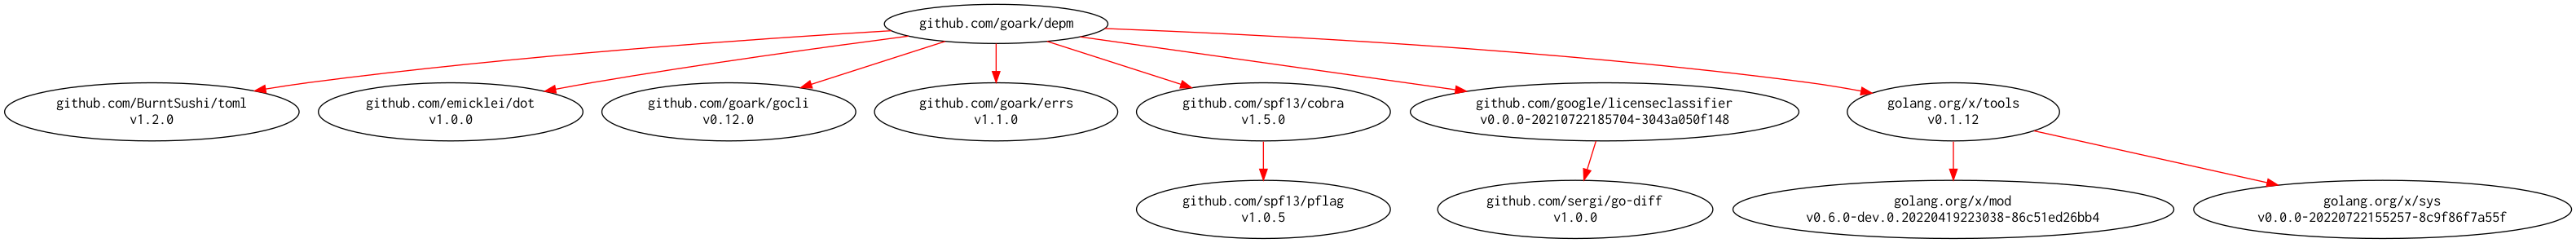 github.com/goark/depm
github.com/BurntSushi/toml
v1.2.0
github.com/emicklei/dot
v1.0.0
github.com/goark/gocli
v0.12.0
github.com/goark/errs
v1.1.0
github.com/spf13/cobra
v1.5.0
github.com/google/licenseclassifier
v0.0.0-20210722185704-3043a050f148
golang.org/x/tools
v0.1.12
github.com/spf13/pflag
v1.0.5
github.com/sergi/go-diff
v1.0.0
golang.org/x/mod
v0.6.0-dev.0.20220419223038-86c51ed26bb4
golang.org/x/sys
v0.0.0-20220722155257-8c9f86f7a55f